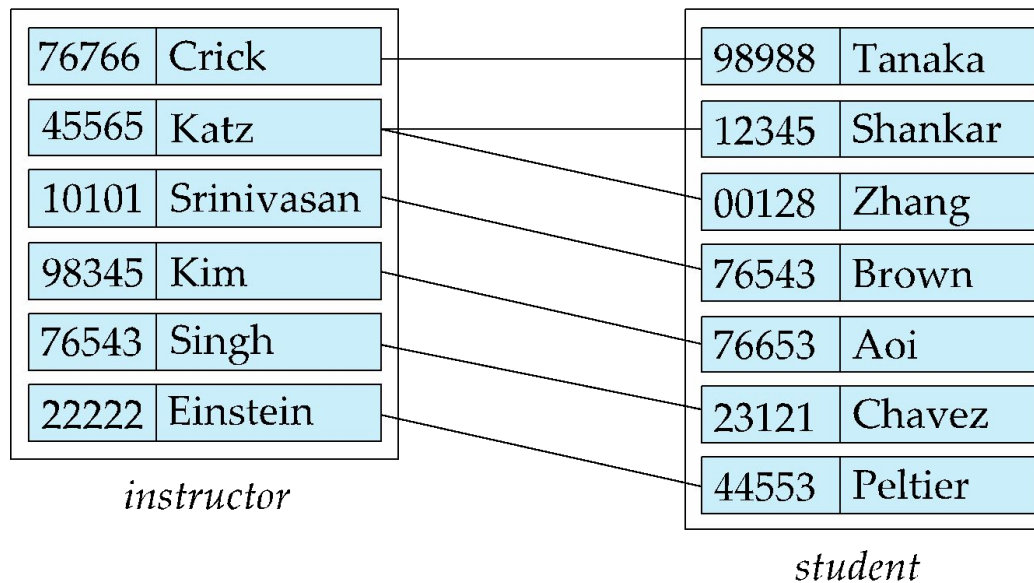 76766 Crick
45565 Katz
10101 Srinivasan
98345 Kim
76543 Singh
22222 Einstein
instructor
98988 Tanaka
12345 Shankar
00128 Zhang
76543 Brown
76653 Aoi
23121 Chavez
44553 Peltier
student